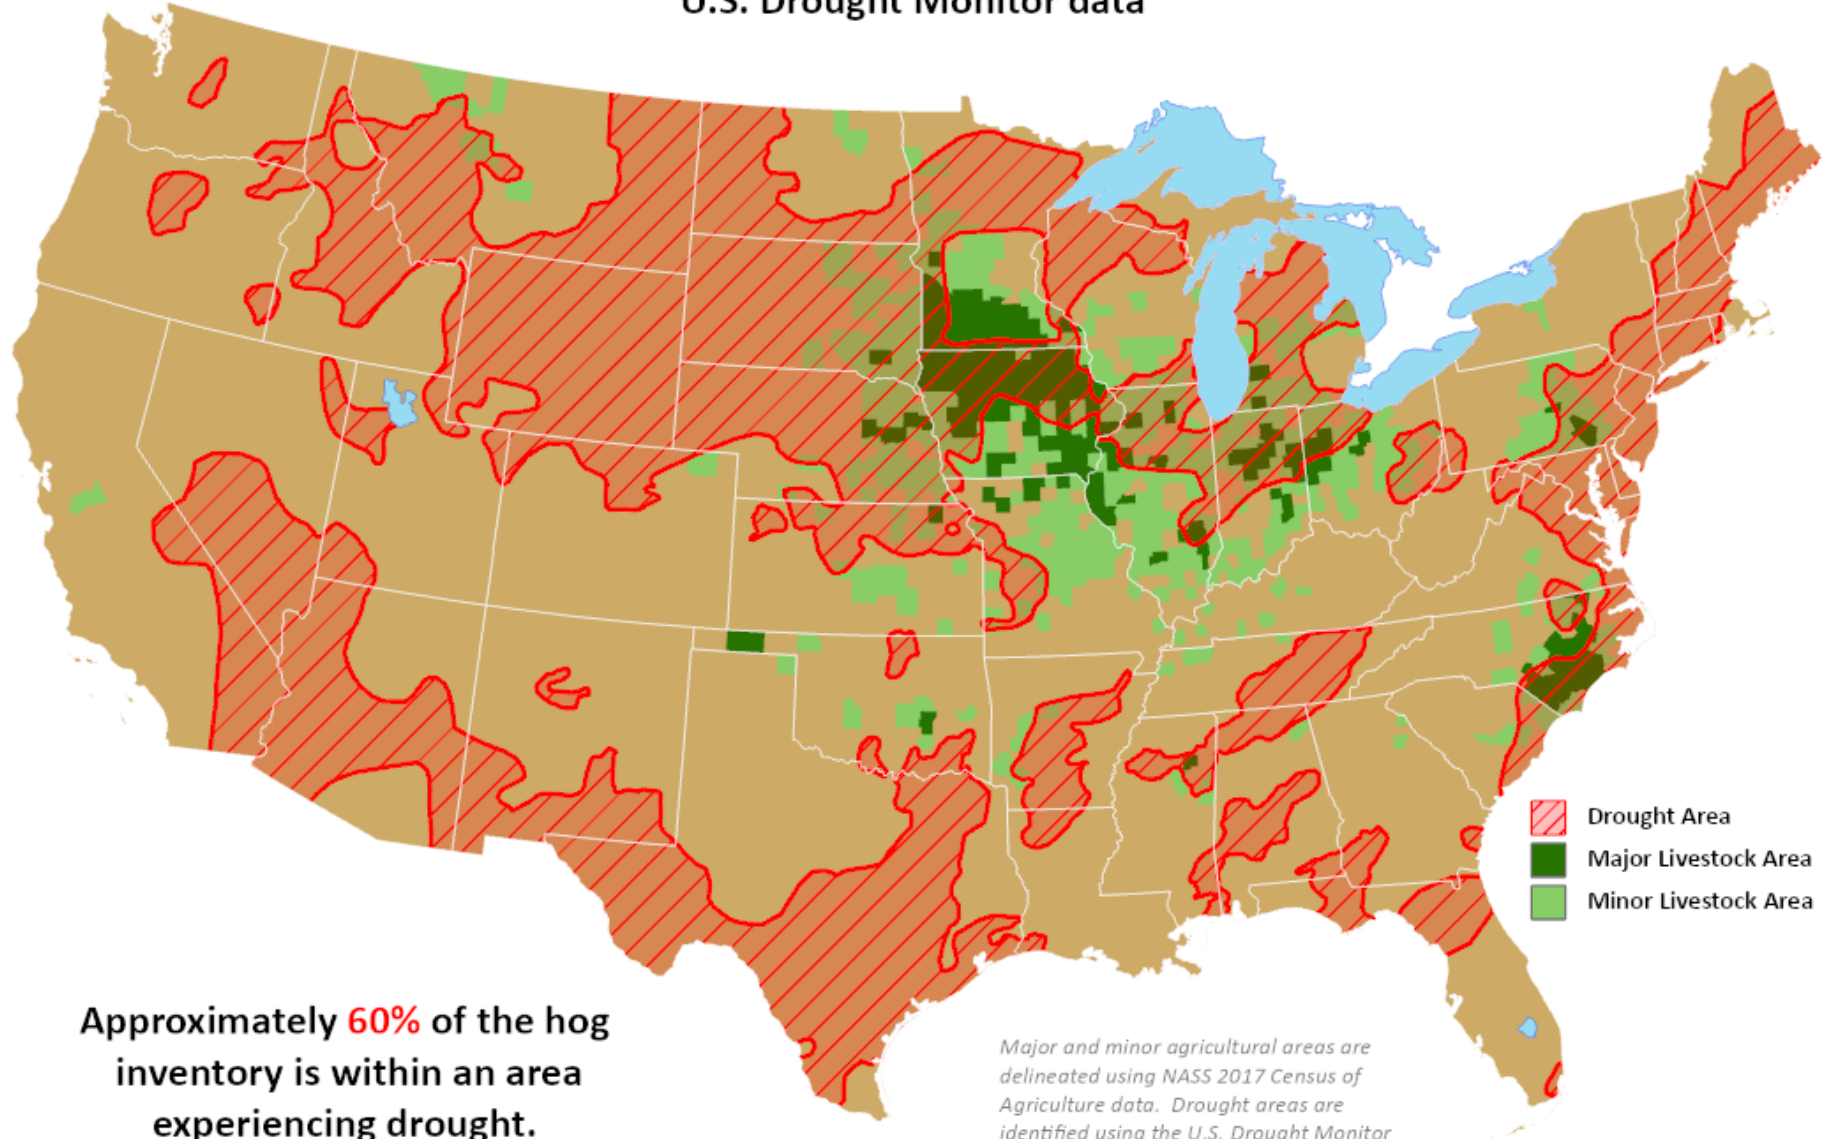 U.S. Drought Monitor data
Drought Area
Major Livestock Area
Minor Livestock Area
Approximately 60% of the hog
inventory is within an area
experiencing drought.
Major and minor agricultural areas are
delineated using NASS 2017 Census of
Agriculture data. Drought areas are
identified using the U.S. Drought Monitor